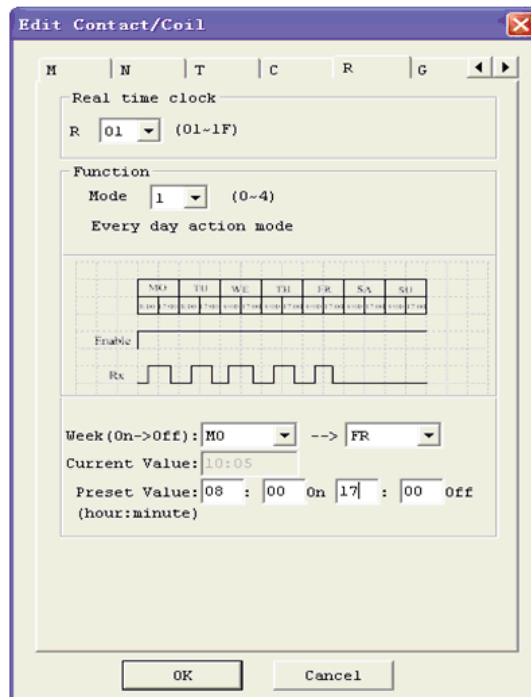 Edit Contact/Coil
M N T C R G
Real time clock
R 01 (01~1F)
Function
Mode 1 (0~4)
Every day action mode
MO TU WE TH FR SA SU
Enable
Rx
Week(On->Off): MO --> FR
Current Value: 10:05
Preset Value: 08 : 00 On 17 : 00 Off
(hour:minute)
OK Cancel